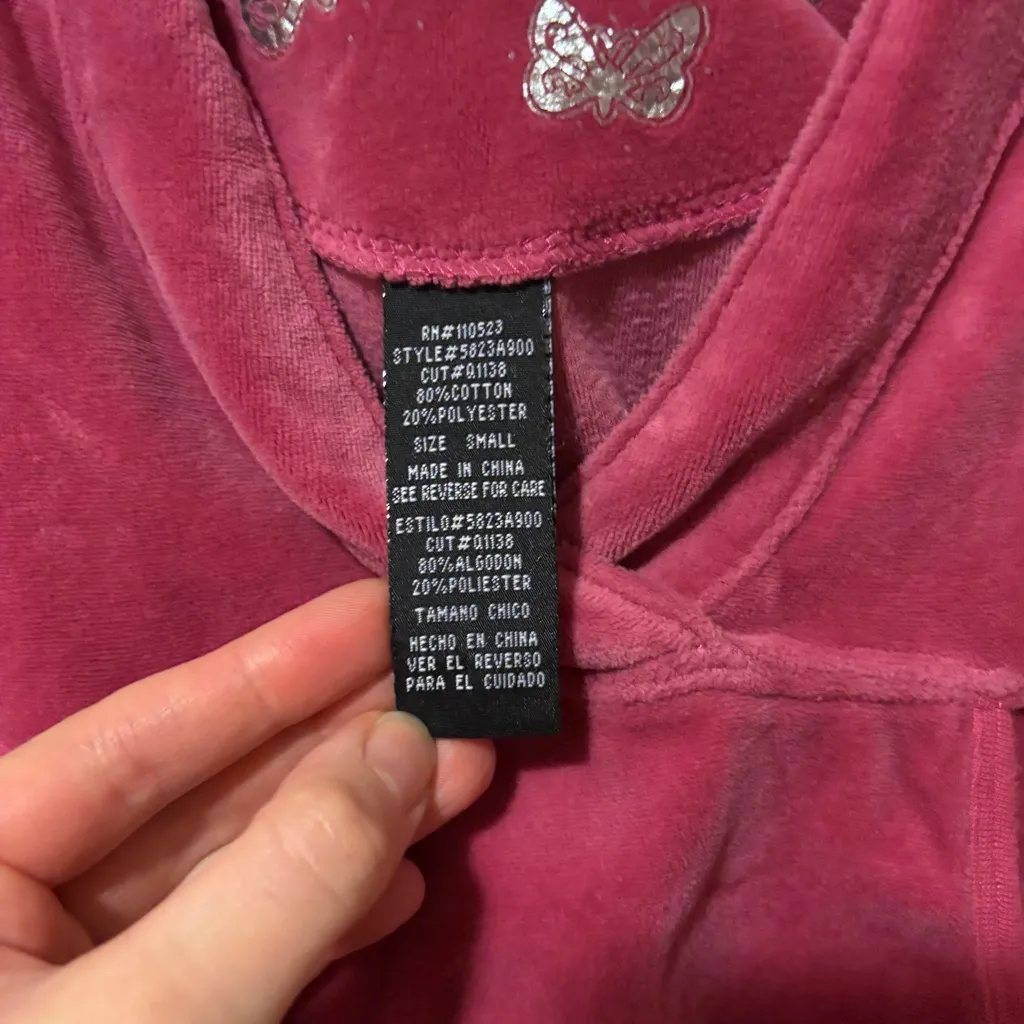 RN#110523
STYLE#5823A900
CUT#Q1138
80%COTTON
20%POLYESTER
SIZE SMALL
MADE IN CHINA
SEE REVERSE FOR CARE
ESTILO#5823A900
CUT#Q1138
80%ALGODON
20%POLIESTER
TAMANO CHICO
HECHO EN CHINA
VER EL REVERSO
PARA EL CUIDADO